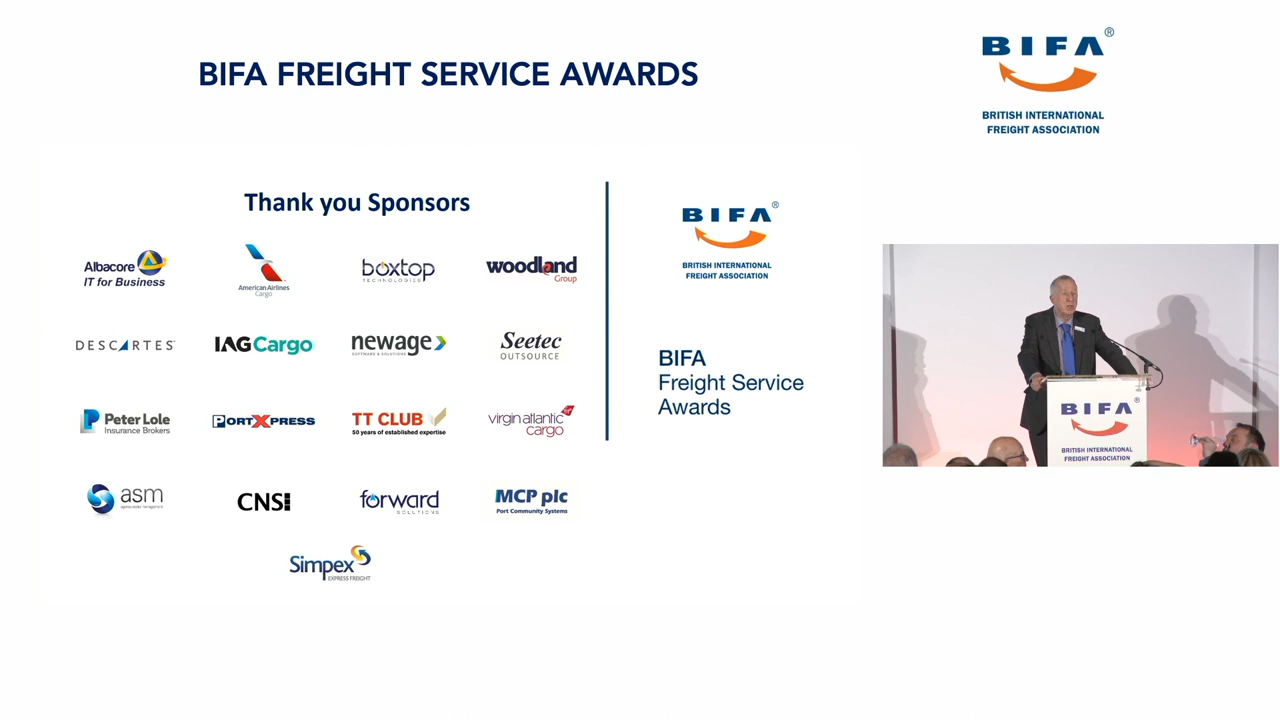 BIFA FREIGHT SERVICE AWARDS
BIFA®
BRITISH INTERNATIONAL
FREIGHT ASSOCIATION
Thank you Sponsors
Albacore
IT for Business
American Airlines
Cargo
boxtop
TECHNOLOGIES
woodland
Group
DESCARTES
IAG Cargo
newage
SOFTWARE & SOLUTIONS
Seetec
OUTSOURCE
Peter Lole
Insurance Brokers
PORTXPRESS
TT CLUB
50 years of established expertise
virgin atlantic
cargo
asm
CNSI
forward
SOLUTIONS
MCP plc
Port Community Systems
Simpex
EXPRESS FREIGHT
BIFA®
BRITISH INTERNATIONAL
FREIGHT ASSOCIATION
BIFA
Freight Service
Awards
BIFA®
BRITISH INTERNATIONAL
FREIGHT ASSOCIATION